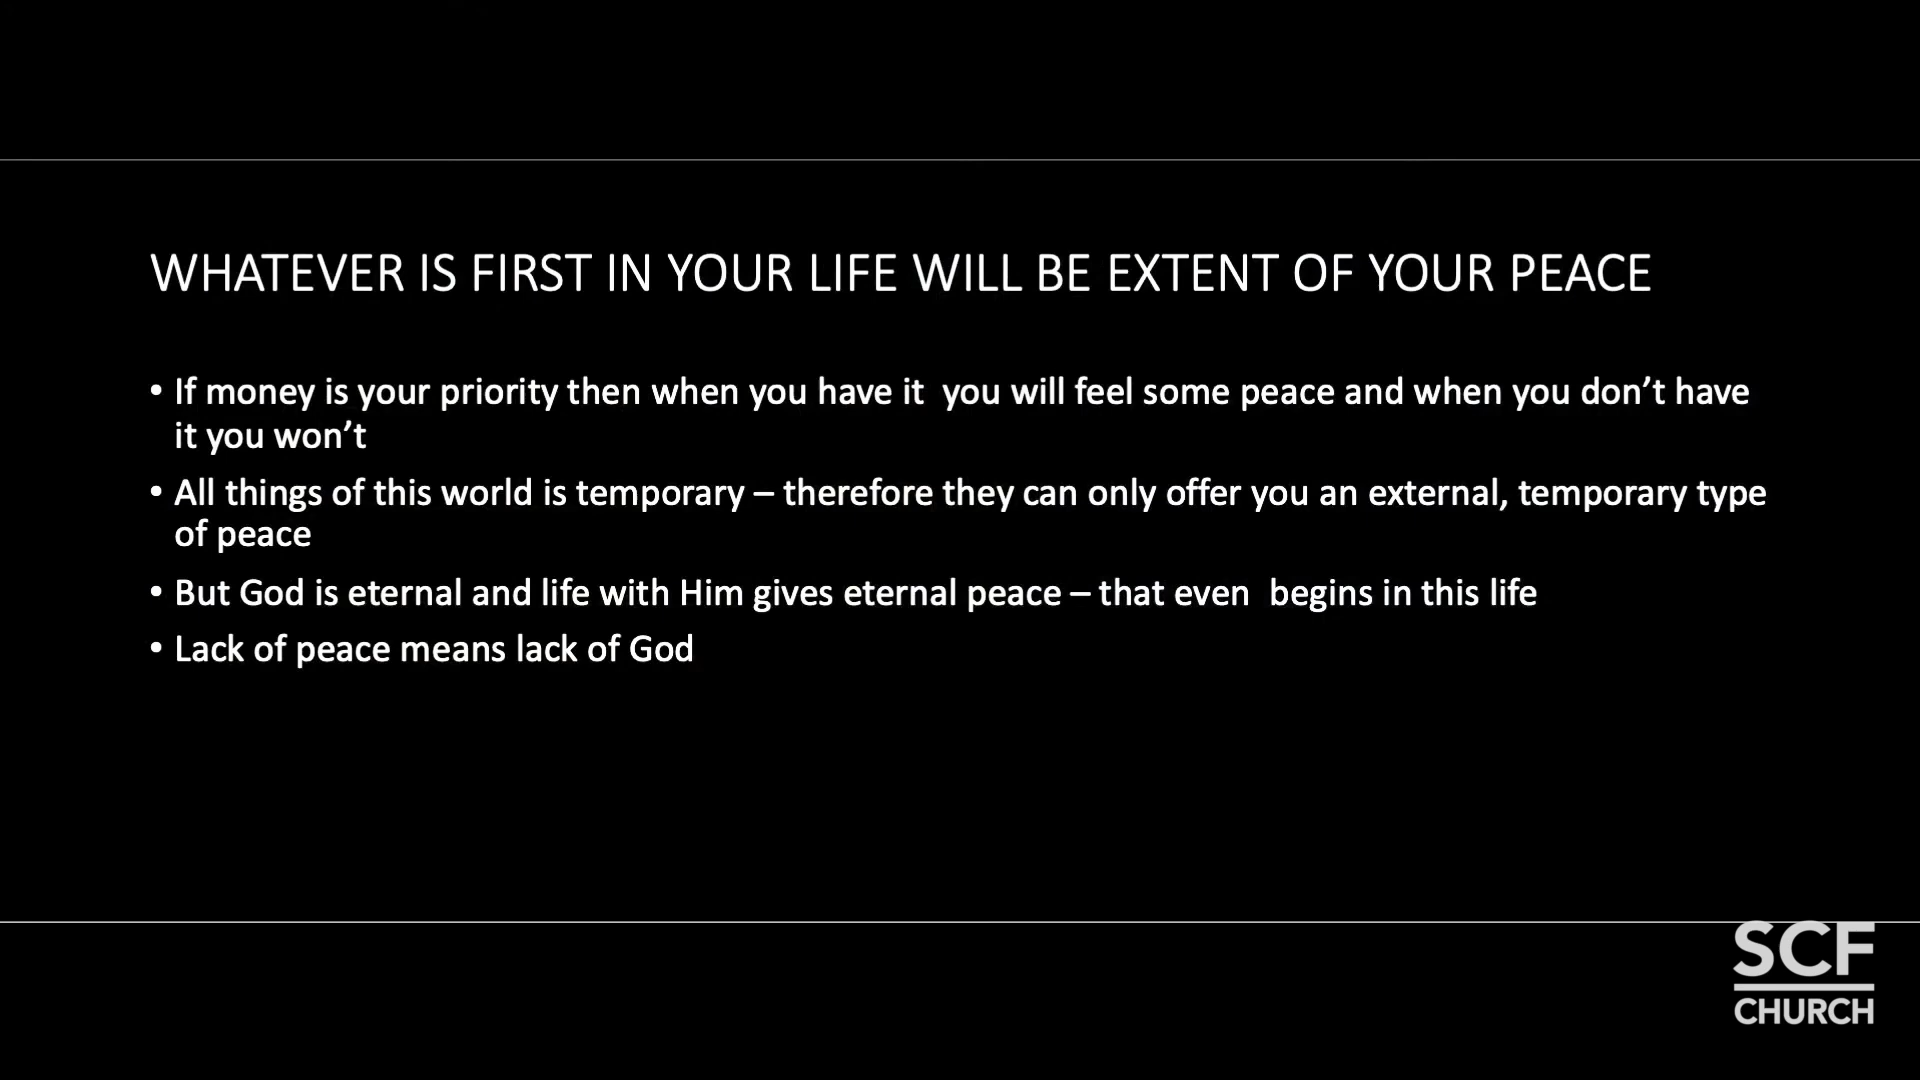 WHATEVER IS FIRST IN YOUR LIFE WILL BE EXTENT OF YOUR PEACE
• If money is your priority then when you have it  you will feel some peace and when you don’t have
it you won’t
• All things of this world is temporary – therefore they can only offer you an external, temporary type
of peace
• But God is eternal and life with Him gives eternal peace – that even  begins in this life
• Lack of peace means lack of God
SCF
CHURCH